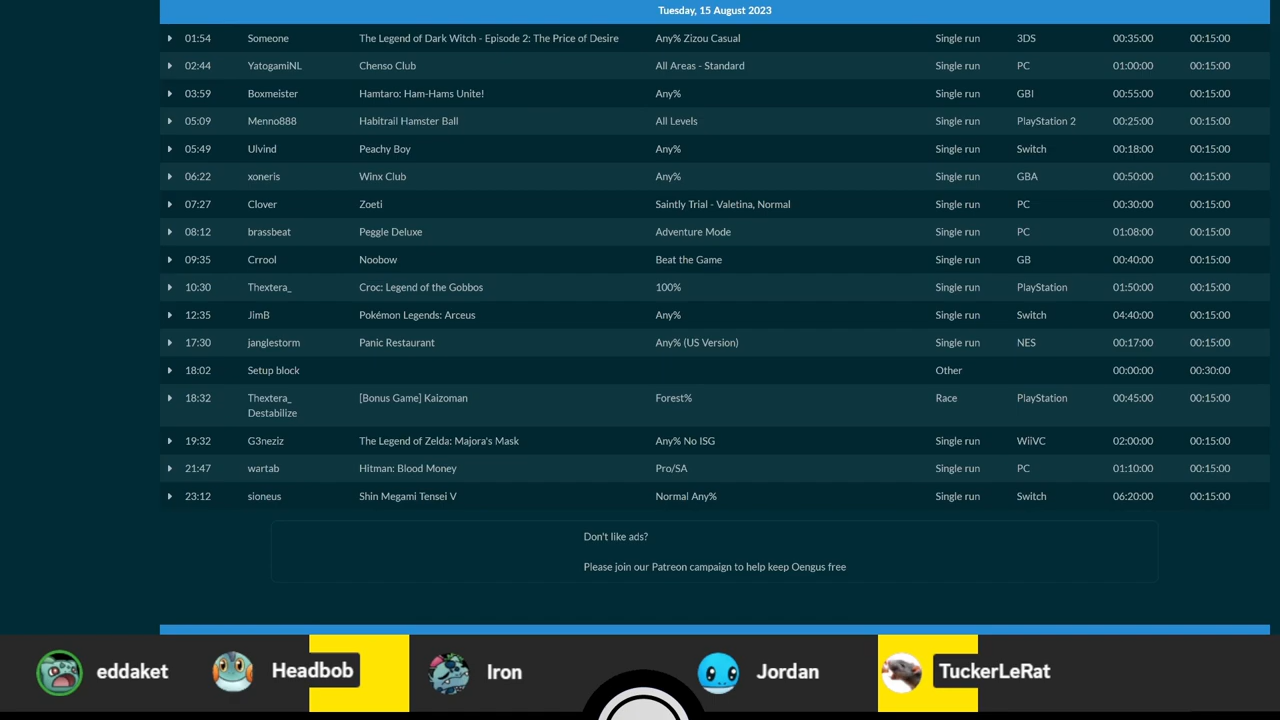 Tuesday, 15 August 2023
01:54 Someone The Legend of Dark Witch - Episode 2: The Price of Desire Any% Zizou Casual Single run 3DS 00:35:00 00:15:00
02:44 YatogamiNL Chenso Club All Areas - Standard Single run PC 01:00:00 00:15:00
03:59 Boxmeister Hamtaro: Ham-Hams Unite! Any% Single run GBI 00:55:00 00:15:00
05:09 Menno888 Habitrail Hamster Ball All Levels Single run PlayStation 2 00:25:00 00:15:00
05:49 Ulvind Peachy Boy Any% Single run Switch 00:18:00 00:15:00
06:22 xoneris Winx Club Any% Single run GBA 00:50:00 00:15:00
07:27 Clover Zoeti Saintly Trial - Valetina, Normal Single run PC 00:30:00 00:15:00
08:12 brassbeat Peggle Deluxe Adventure Mode Single run PC 01:08:00 00:15:00
09:35 Crrool Noobow Beat the Game Single run GB 00:40:00 00:15:00
10:30 Thextera_ Croc: Legend of the Gobbos 100% Single run PlayStation 01:50:00 00:15:00
12:35 JimB Pokémon Legends: Arceus Any% Single run Switch 04:40:00 00:15:00
17:30 janglestorm Panic Restaurant Any% (US Version) Single run NES 00:17:00 00:15:00
18:02 Setup block Other 00:00:00 00:30:00
18:32 Thextera_ [Bonus Game] Kaizoman Forest% Race PlayStation 00:45:00 00:15:00
Destabilize
19:32 G3neziz The Legend of Zelda: Majora's Mask Any% No ISG Single run WiiVC 02:00:00 00:15:00
21:47 wartab Hitman: Blood Money Pro/SA Single run PC 01:10:00 00:15:00
23:12 sioneus Shin Megami Tensei V Normal Any% Single run Switch 06:20:00 00:15:00
Don't like ads?
Please join our Patreon campaign to help keep Oengus free
eddaket Headbob Iron Jordan TuckerLeRat